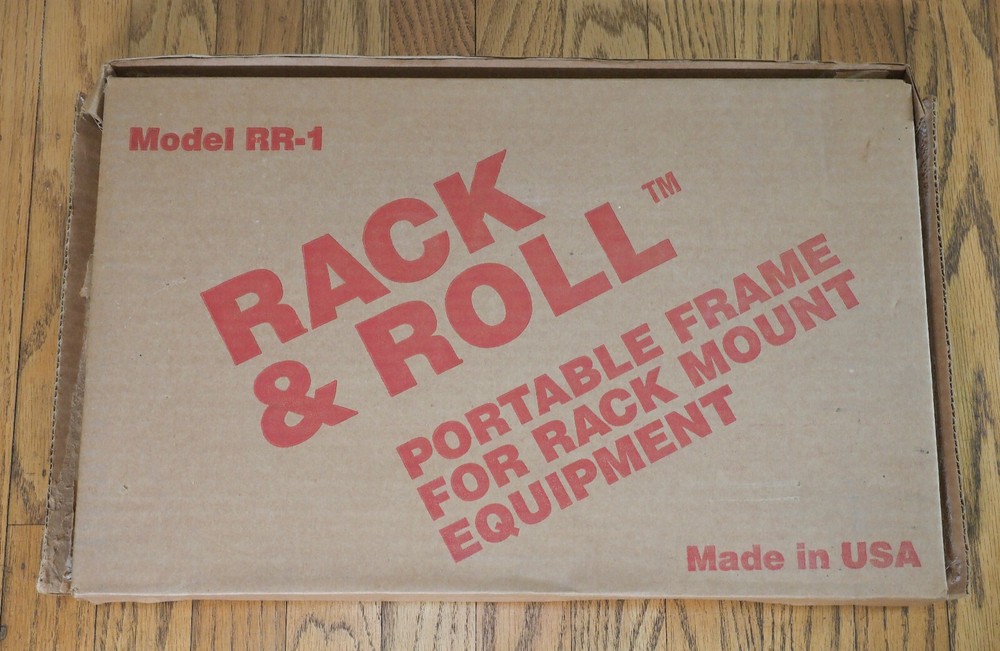 Model RR-1
RACK
& ROLL™
PORTABLE FRAME
FOR RACK MOUNT
EQUIPMENT
Made in USA